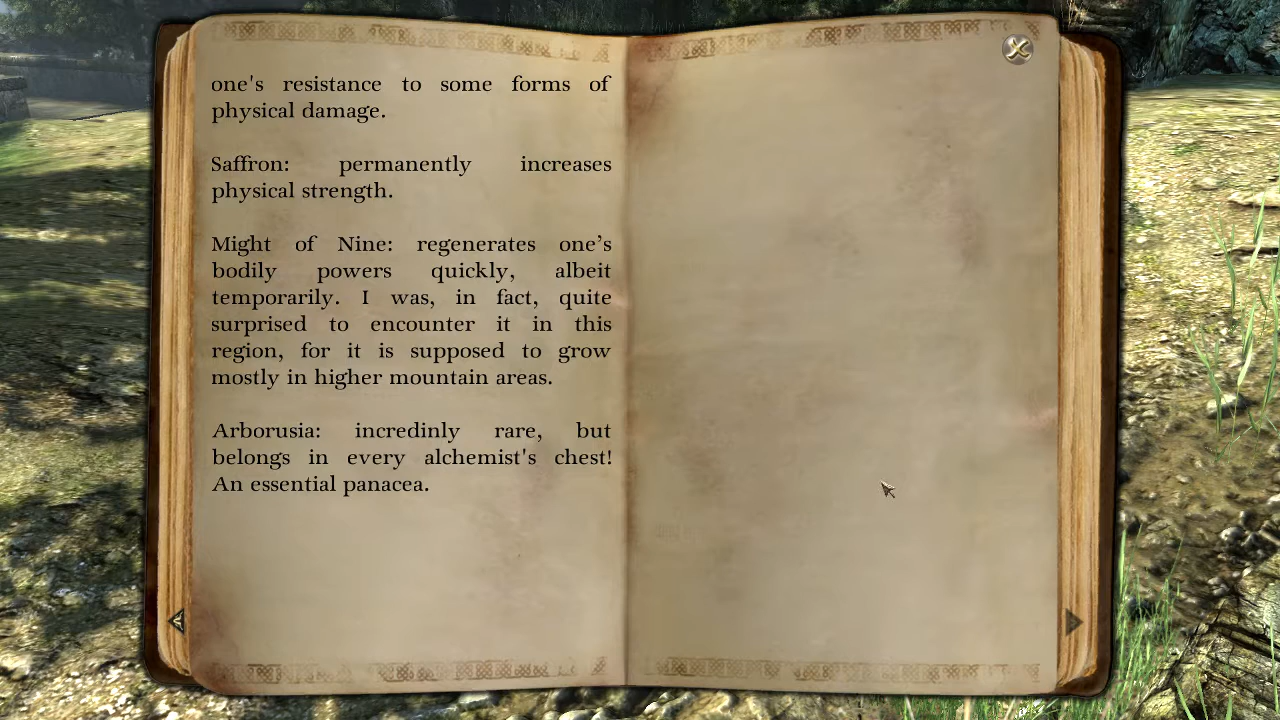 one's resistance to some forms of
physical damage.
Saffron: permanently increases
physical strength.
Might of Nine: regenerates one’s
bodily powers quickly, albeit
temporarily. I was, in fact, quite
surprised to encounter it in this
region, for it is supposed to grow
mostly in higher mountain areas.
Arborusia: incredinly rare, but
belongs in every alchemist's chest!
An essential panacea.